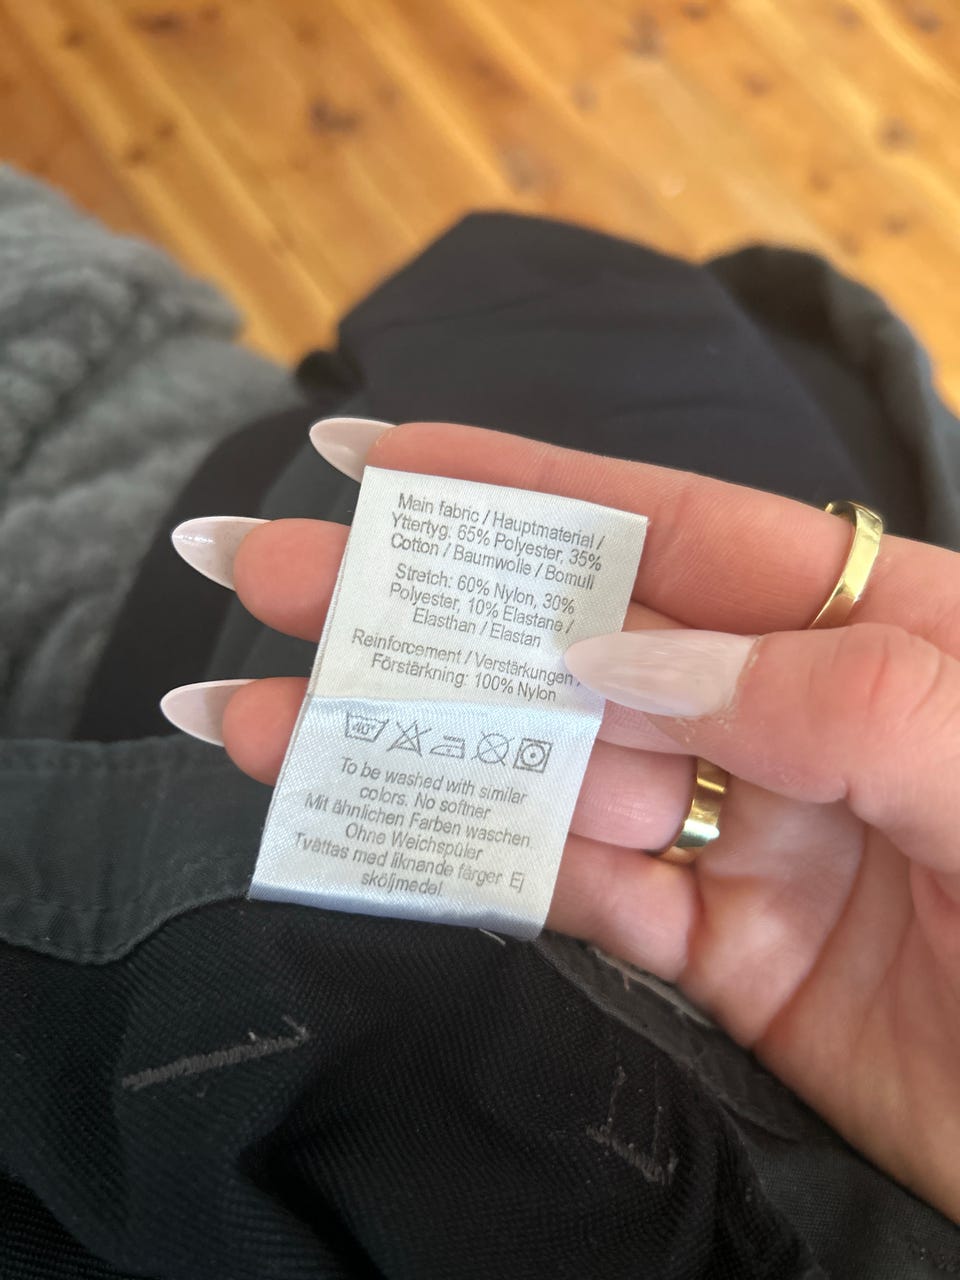 Main fabric / Hauptmaterial /
Yttertyg: 65% Polyester, 35%
Cotton / Baumwolle / Bomull
Stretch: 60% Nylon, 30%
Polyester, 10% Elastane /
Elasthan / Elastan
Reinforcement / Verstärkungen /
Förstärkning: 100% Nylon
40°
To be washed with similar
colors. No softner
Mit ähnlichen Farben waschen.
Ohne Weichspüler
Tvättas med liknande färger Ej
sköljmedel